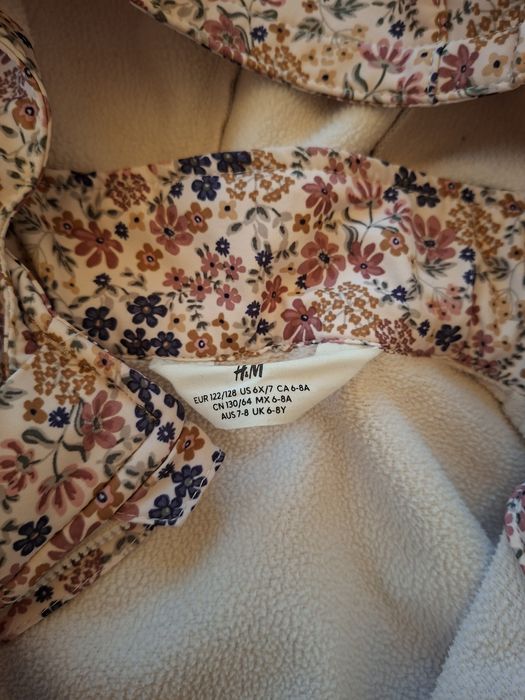 H&M
EUR 122/128 US 6X/7 CA 6-8A
CN 130/64 MX 6-8A
AUS 7-8 UK 6-8Y